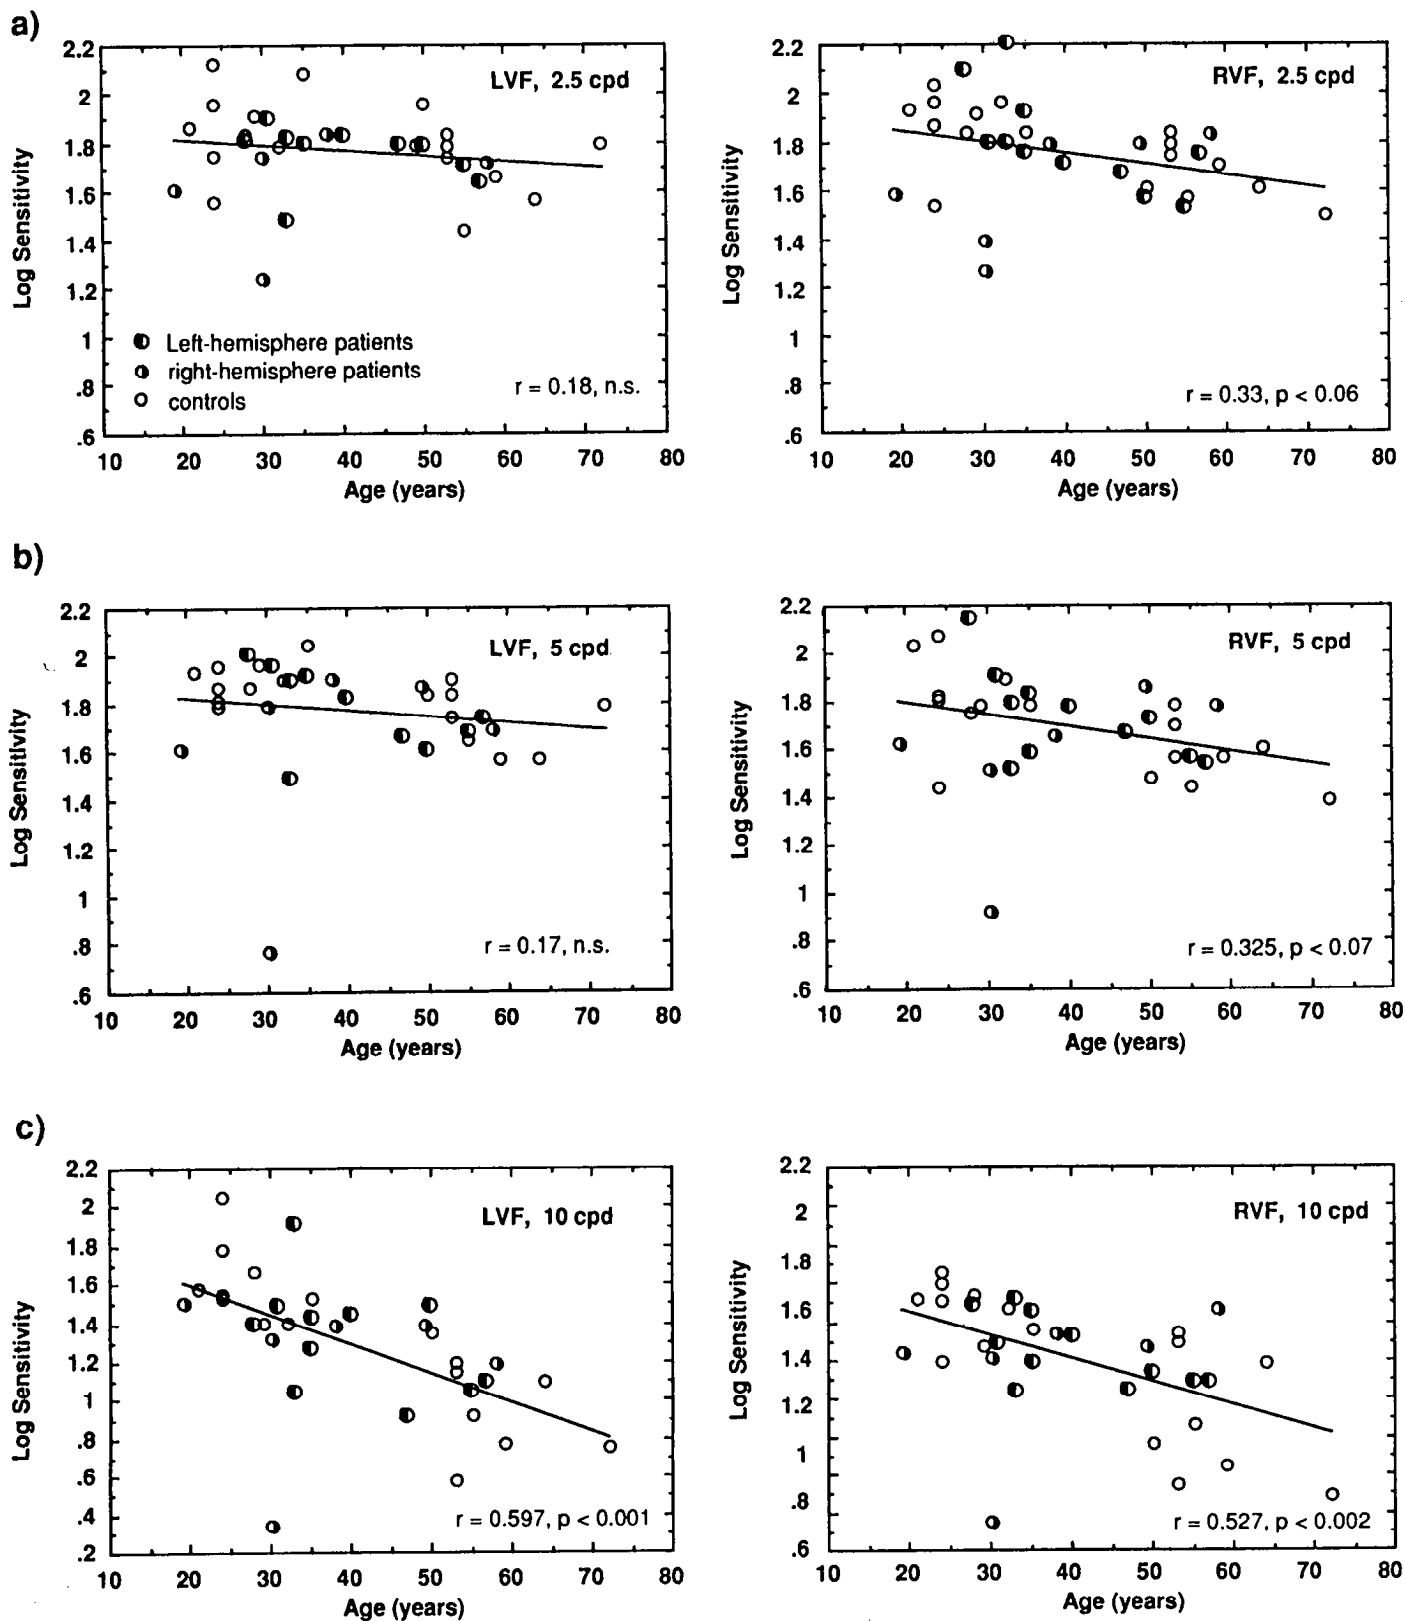 a)
2.2
2
1.8
1.6
1.4
1.2
1
.8
.6
Log Sensitivity
LVF, 2.5 cpd
Left-hemisphere patients
right-hemisphere patients
controls
r = 0.18, n.s.
10 20 30 40 50 60 70 80
Age (years)
2.2
2
1.8
1.6
1.4
1.2
1
.8
.6
Log Sensitivity
RVF, 2.5 cpd
r = 0.33, p < 0.06
10 20 30 40 50 60 70 80
Age (years)
b)
2.2
2
1.8
1.6
1.4
1.2
1
.8
.6
Log Sensitivity
LVF, 5 cpd
r = 0.17, n.s.
10 20 30 40 50 60 70 80
Age (years)
2.2
2
1.8
1.6
1.4
1.2
1
.8
.6
Log Sensitivity
RVF, 5 cpd
r = 0.325, p < 0.07
10 20 30 40 50 60 70 80
Age (years)
c)
2.2
2
1.8
1.6
1.4
1.2
1
.8
.6
.4
.2
Log Sensitivity
LVF, 10 cpd
r = 0.597, p < 0.001
10 20 30 40 50 60 70 80
Age (years)
2.2
2
1.8
1.6
1.4
1.2
1
.8
.6
Log Sensitivity
RVF, 10 cpd
r = 0.527, p < 0.002
10 20 30 40 50 60 70 80
Age (years)